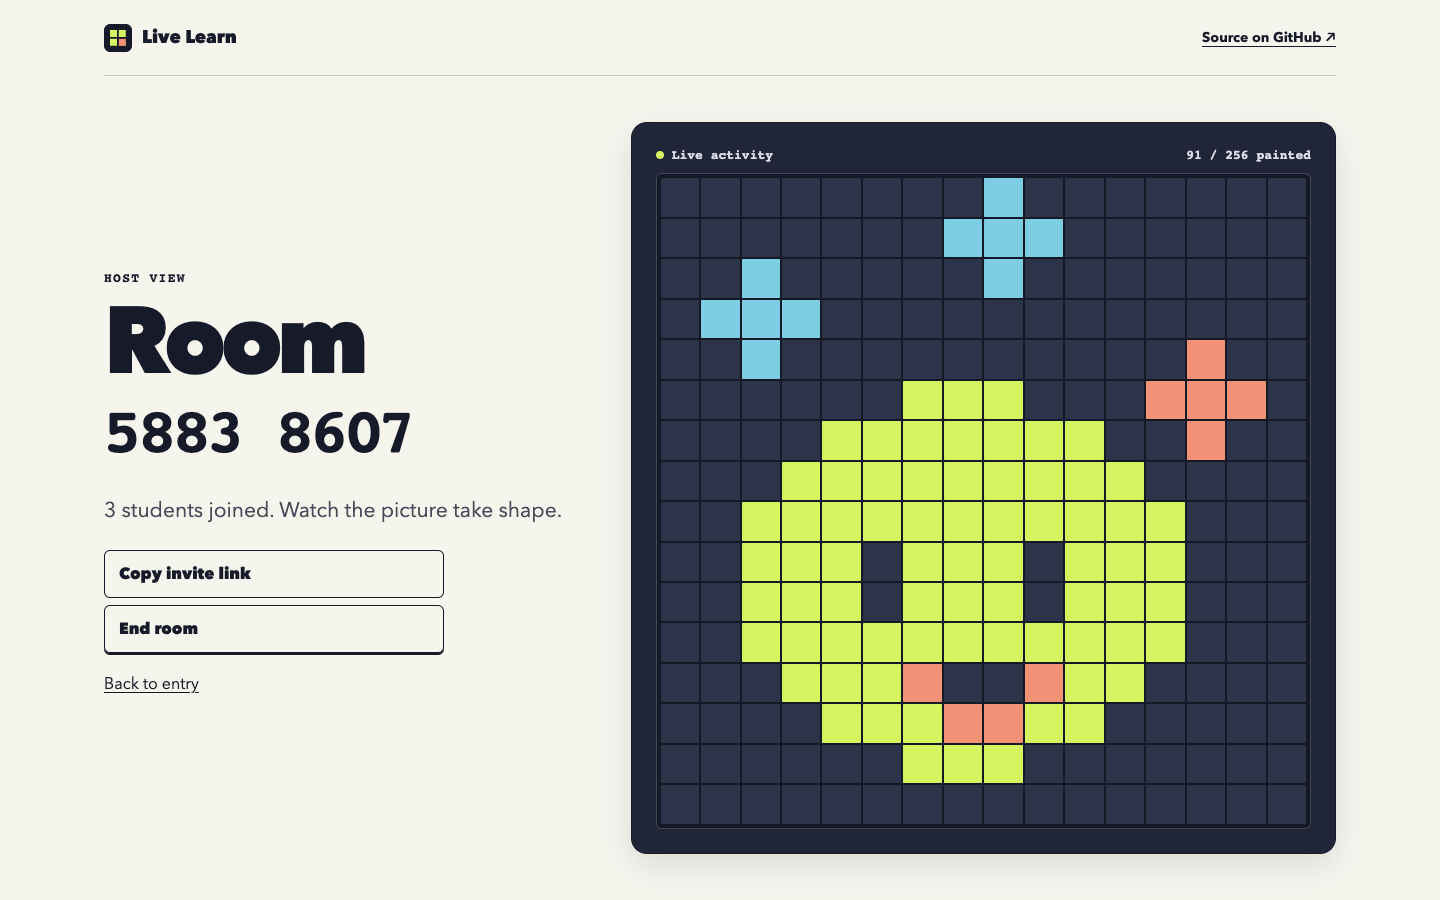 Live Learn
Source on GitHub ↗
HOST VIEW
Room
5883 8607
3 students joined. Watch the picture take shape.
Copy invite link
End room
Back to entry
Live activity
91 / 256 painted